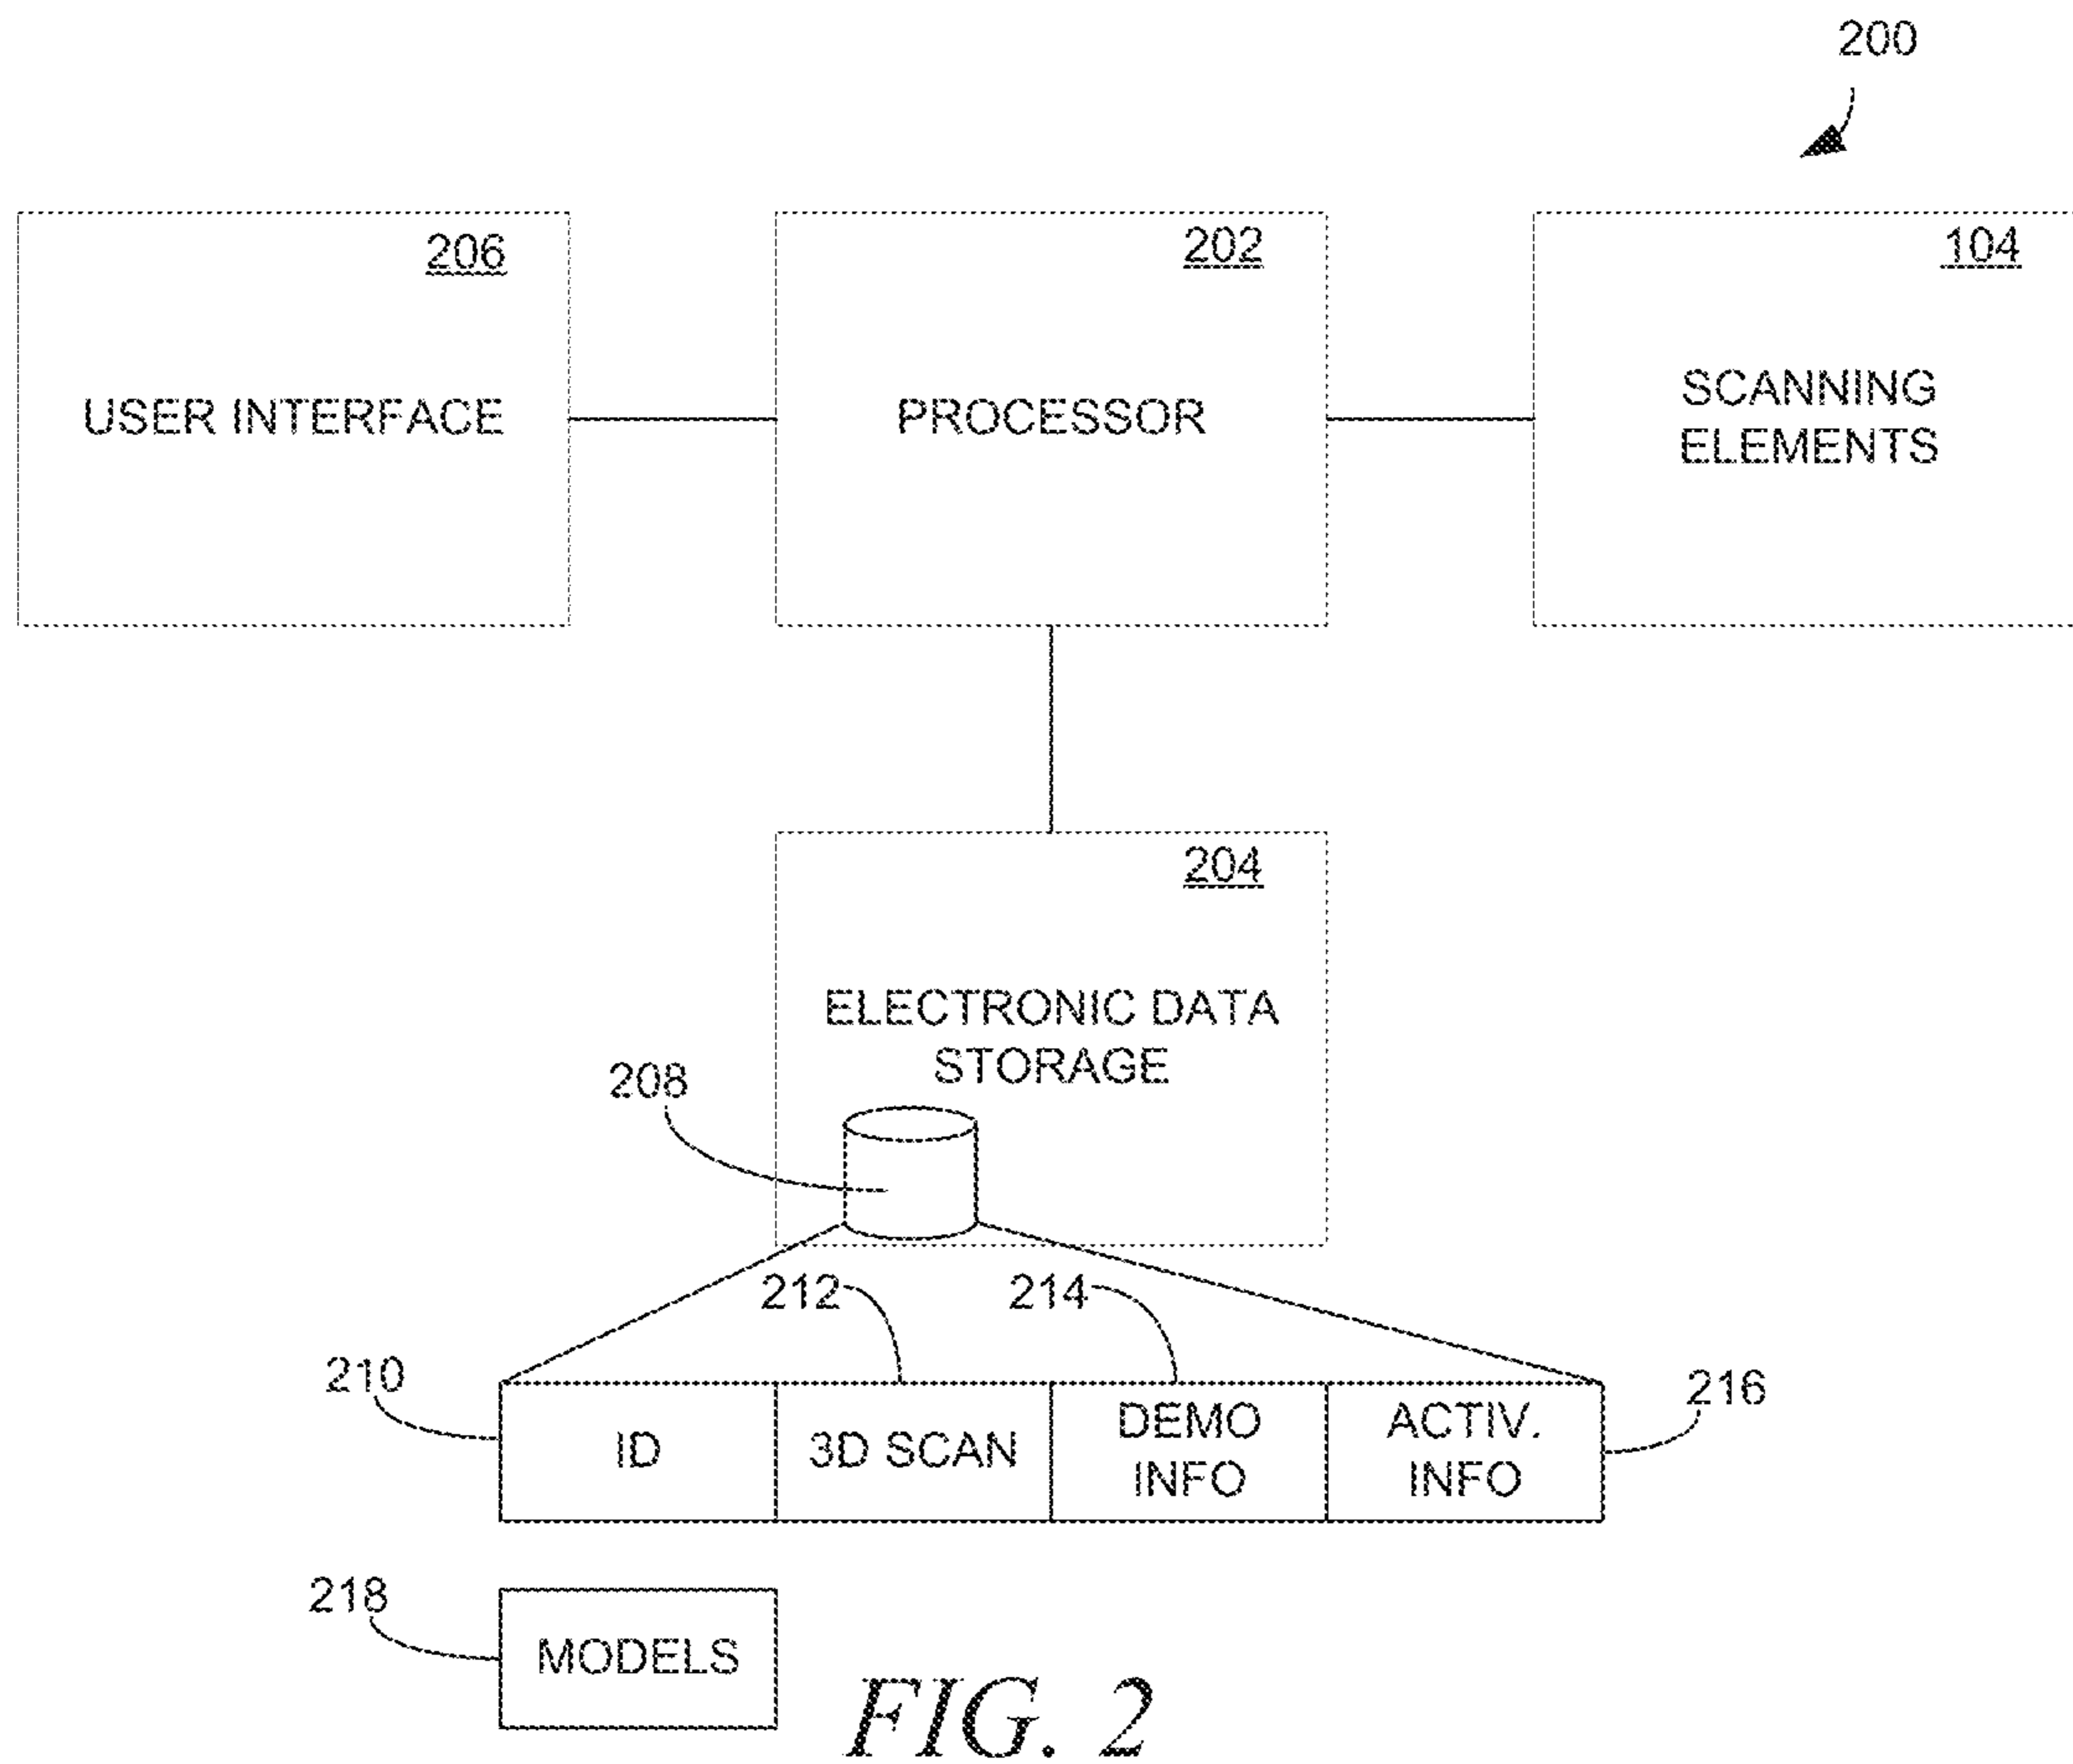 200
206
202
104
USER INTERFACE
PROCESSOR
SCANNING
ELEMENTS
204
ELECTRONIC DATA
STORAGE
208
212
214
210
216
ID
3D SCAN
DEMO
INFO
ACTIV.
INFO
218
MODELS
FIG. 2